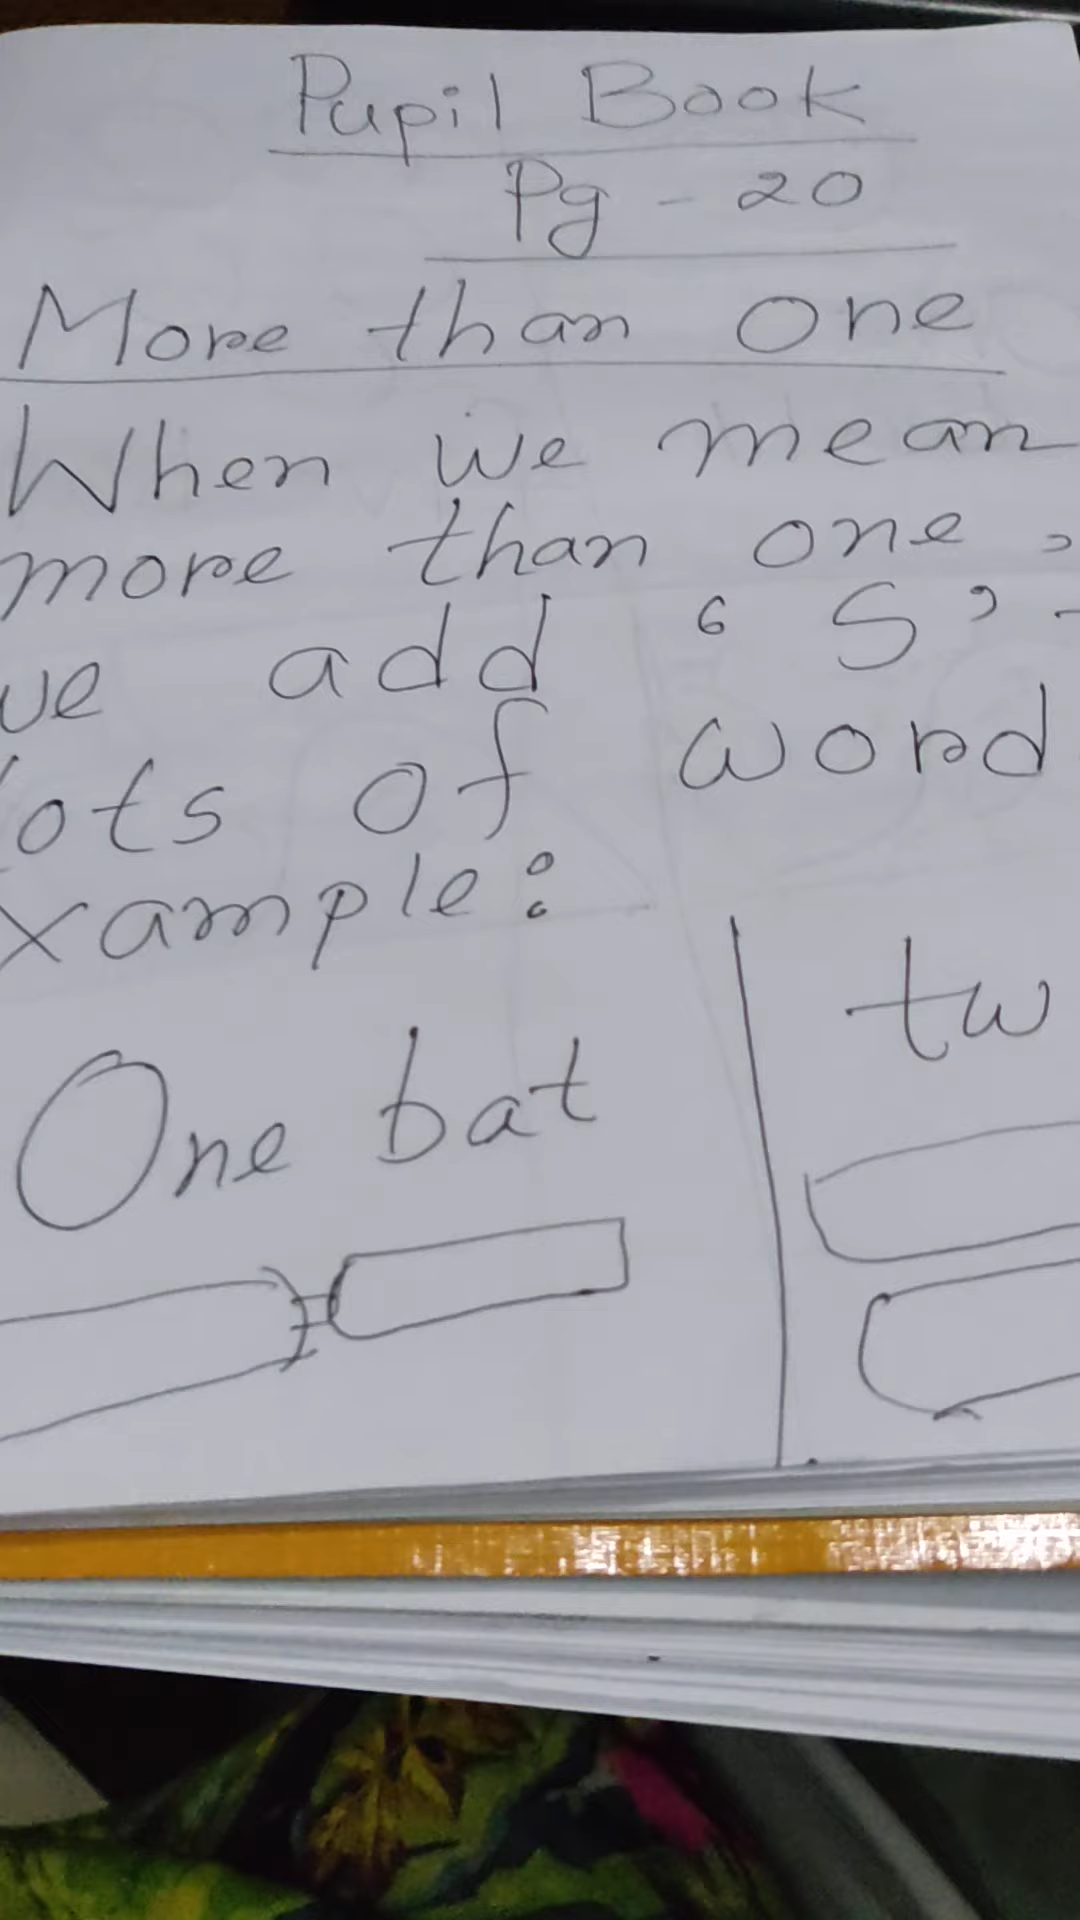 Pupil Book
Pg - 20
More than one
When we mean
more than one,
we add 'S' -
lots of word
xample:
One bat
tw